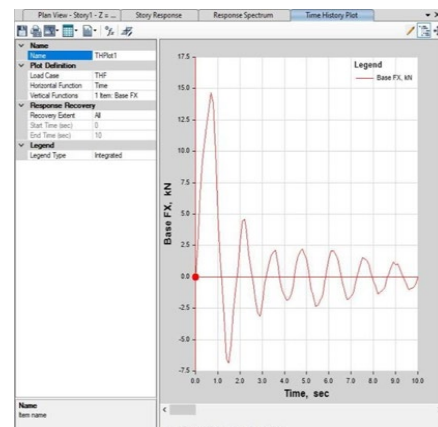 Plan View - Story1 - Z = ...
Story Response
Response Spectrum
Time History Plot
Name
Name THPlot1
Plot Definition
Load Case THF
Horizontal Function Time
Vertical Functions 1 Item: Base FX
Response Recovery
Recovery Extent All
Start Time (sec) 0
End Time (sec) 10
Legend
Legend Type Integrated
Name
Item name
Legend
Base FX, kN
17.5
15.0
12.5
10.0
7.5
5.0
2.5
0.0
-2.5
-5.0
-7.5
Base FX, kN
0.0 1.0 2.0 3.0 4.0 5.0 6.0 7.0 8.0 9.0 10.0
Time, sec